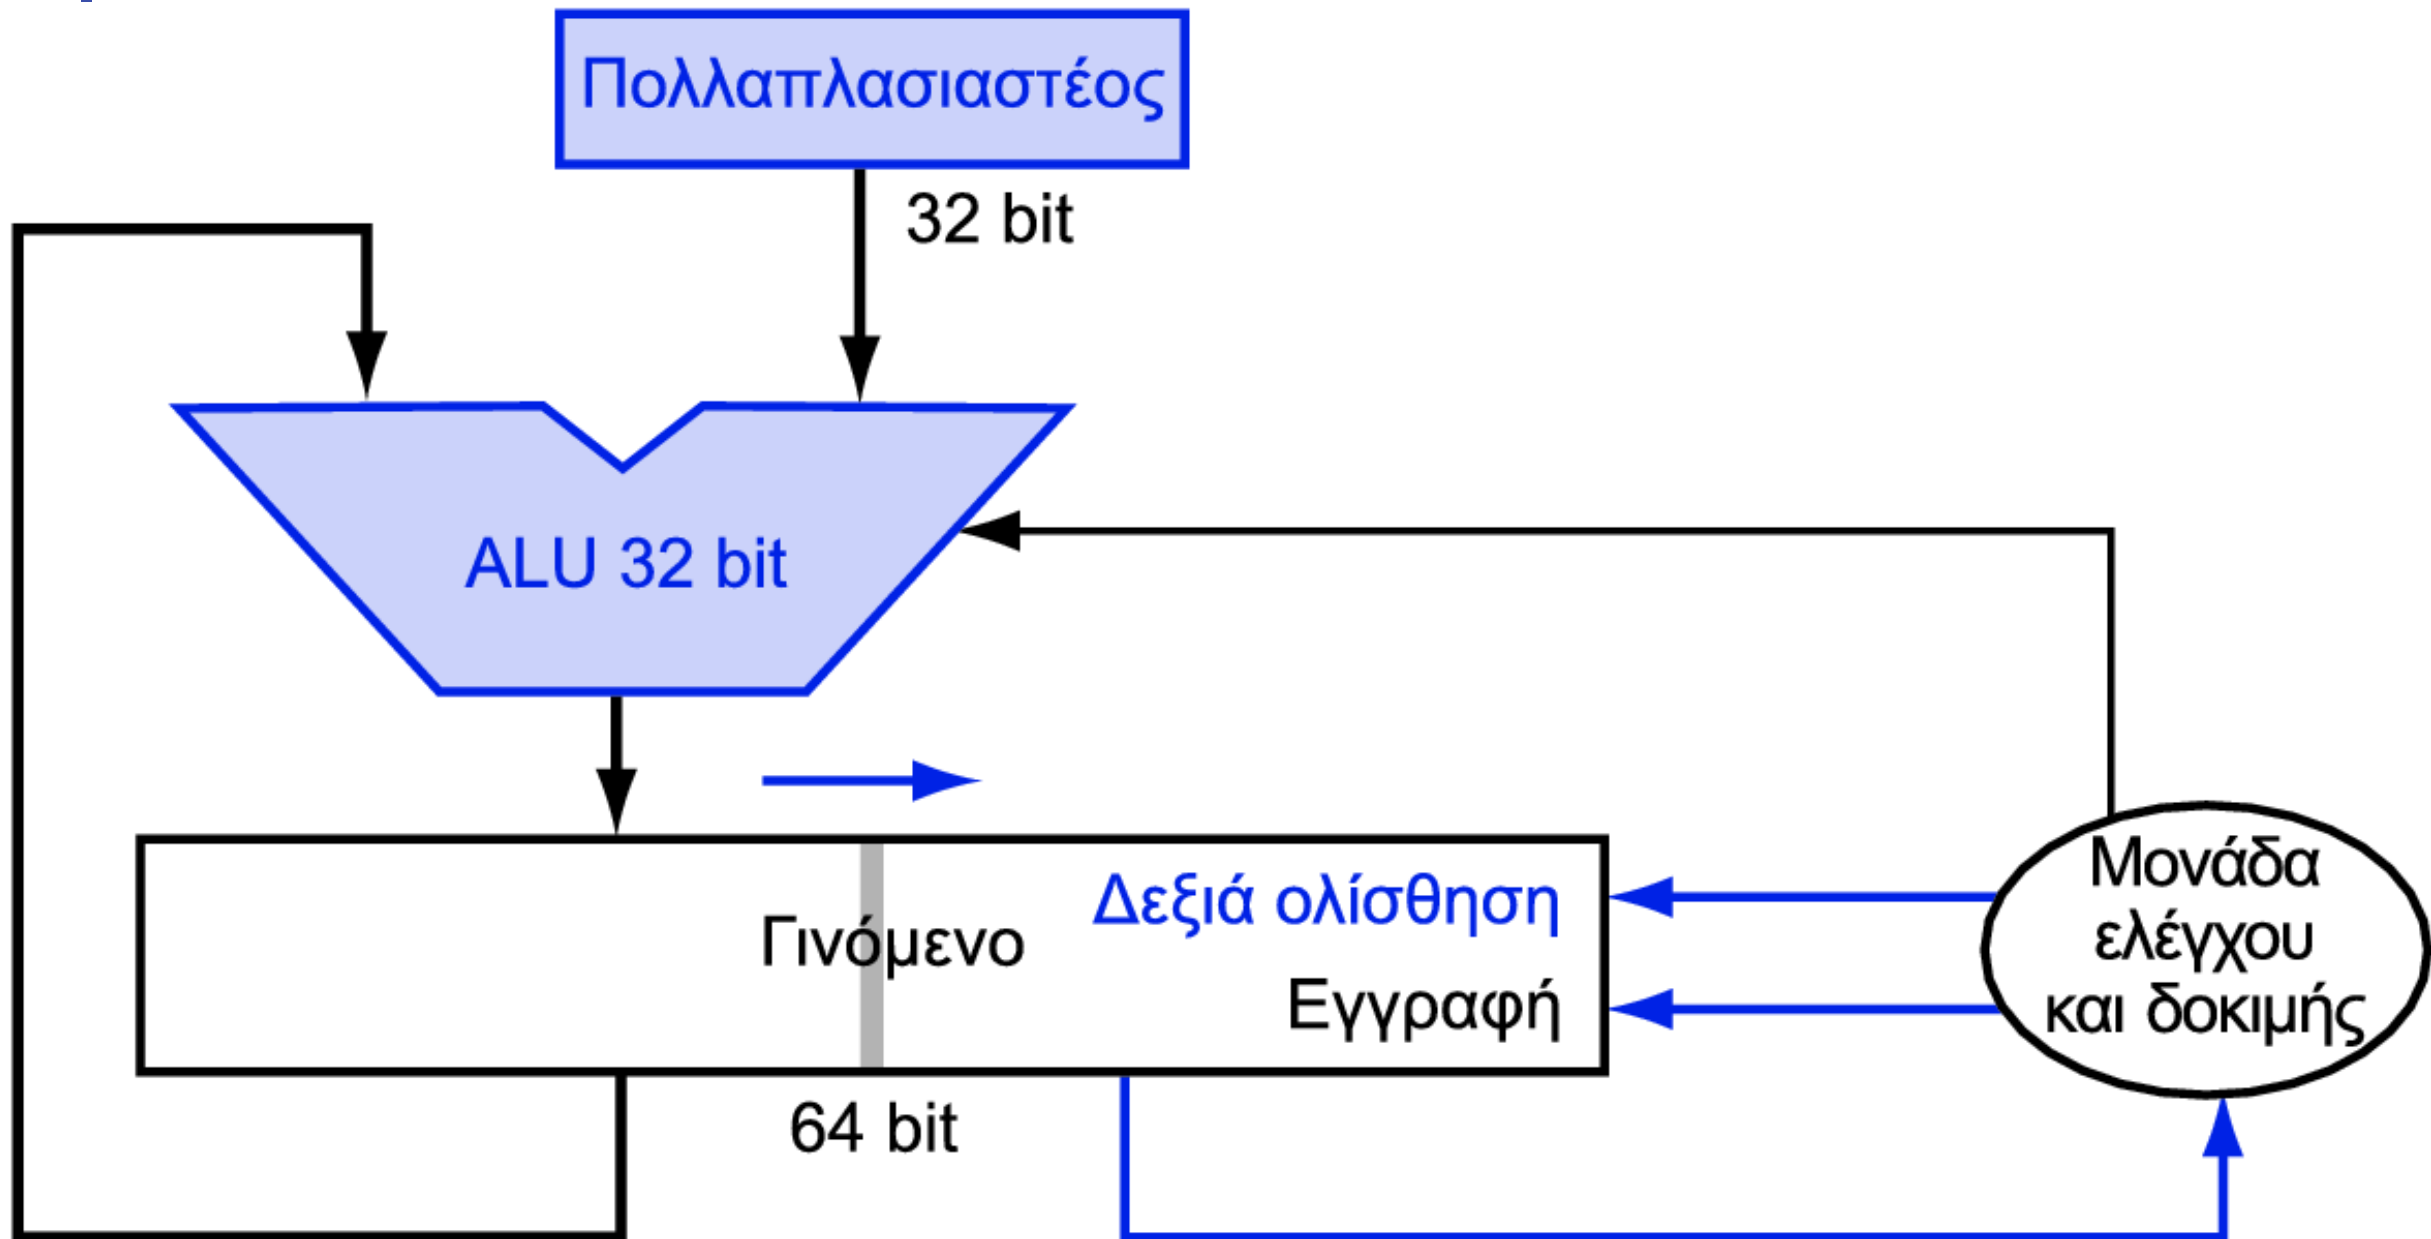 Πολλαπλασιαστέος
32 bit
ALU 32 bit
Γινόμενο
Δεξιά ολίσθηση
Εγγραφή
64 bit
Μονάδα
ελέγχου
και δοκιμής